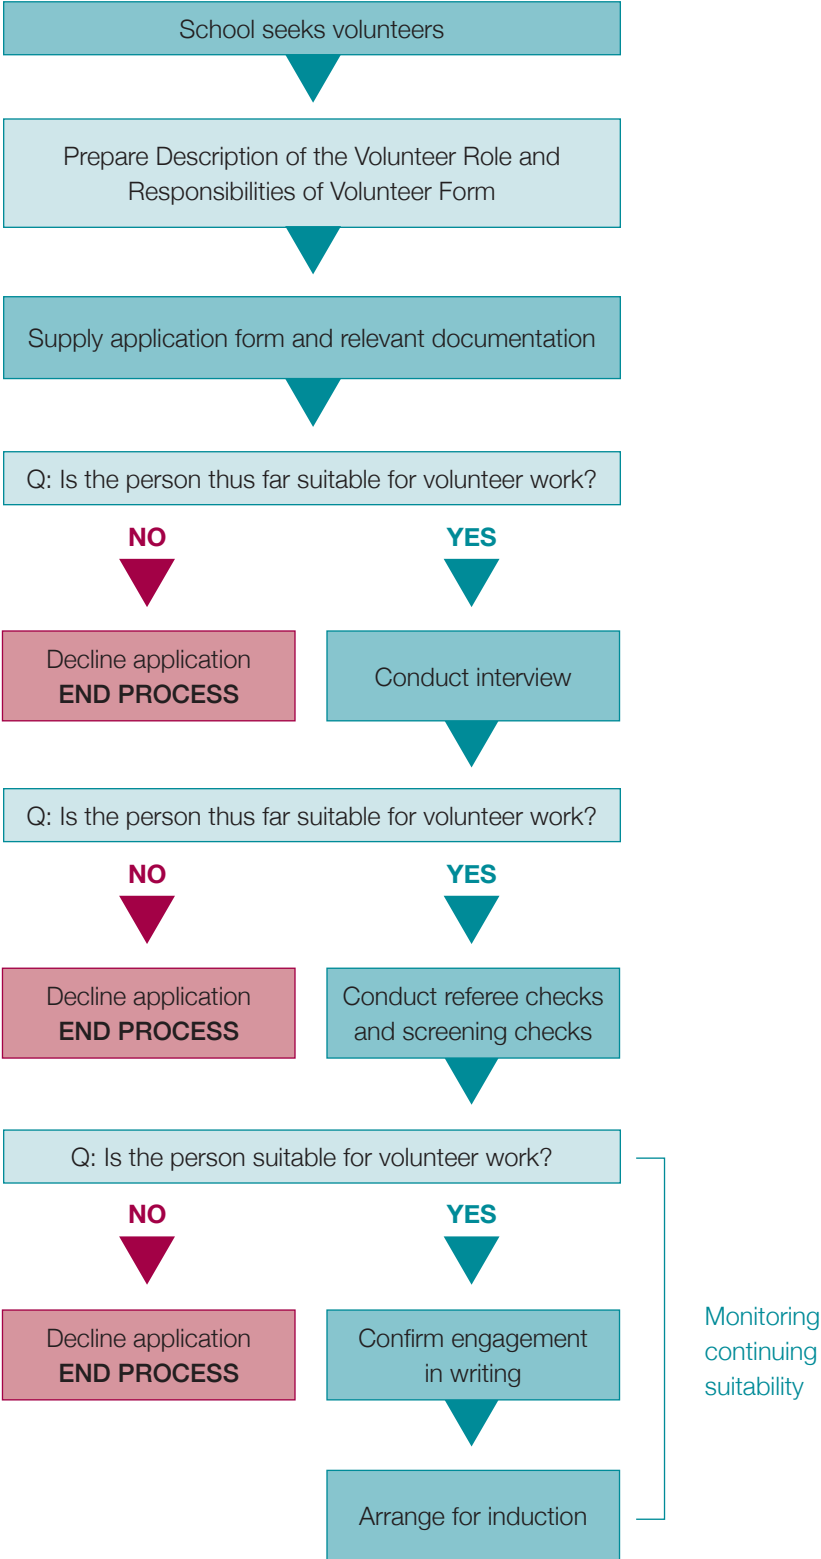 School seeks volunteers
Prepare Description of the Volunteer Role and
Responsibilities of Volunteer Form
Supply application form and relevant documentation
Q: Is the person thus far suitable for volunteer work?
NO
YES
Decline application
END PROCESS
Conduct interview
Q: Is the person thus far suitable for volunteer work?
NO
YES
Decline application
END PROCESS
Conduct referee checks
and screening checks
Q: Is the person suitable for volunteer work?
NO
YES
Decline application
END PROCESS
Confirm engagement
in writing
Monitoring
continuing
suitability
Arrange for induction